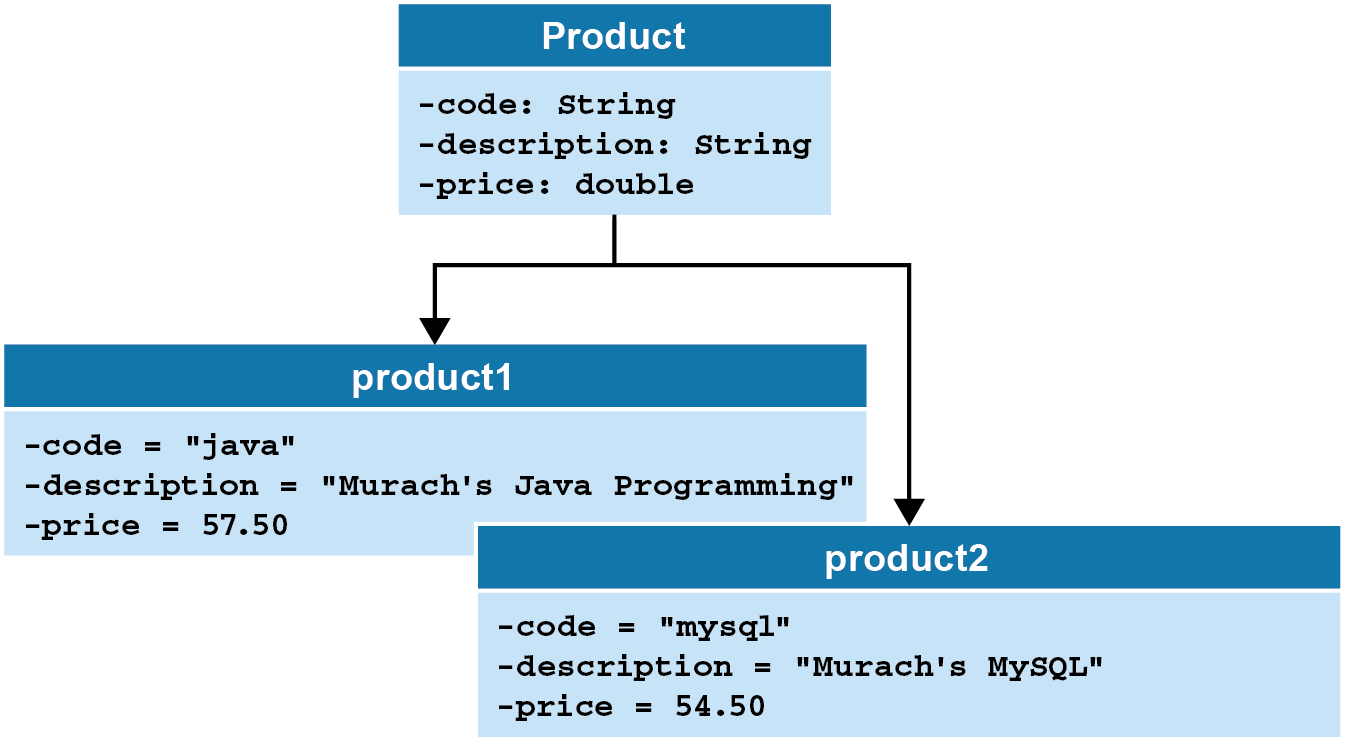 Product
-code: String
-description: String
-price: double
product1
-code = "java"
-description = "Murach's Java Programming"
-price = 57.50
product2
-code = "mysql"
-description = "Murach's MySQL"
-price = 54.50